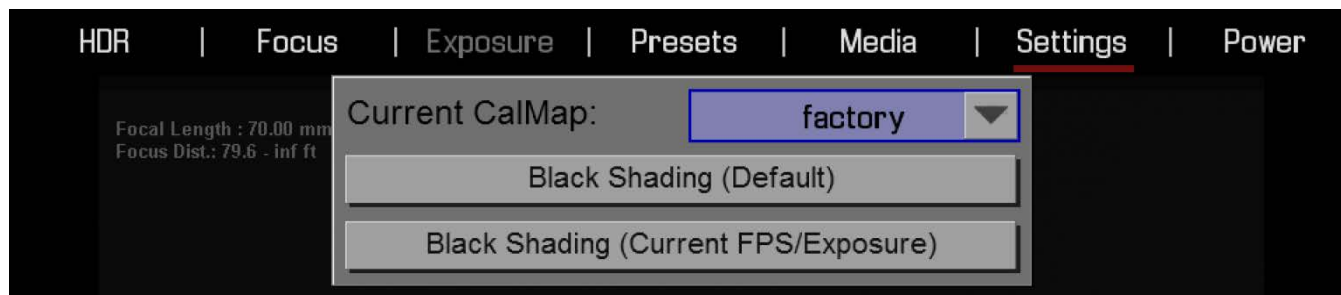 HDR | Focus | Exposure | Presets | Media | Settings | Power
Focal Length : 70.00 mm
Focus Dist.: 79.6 - inf ft
Current CalMap: factory
Black Shading (Default)
Black Shading (Current FPS/Exposure)